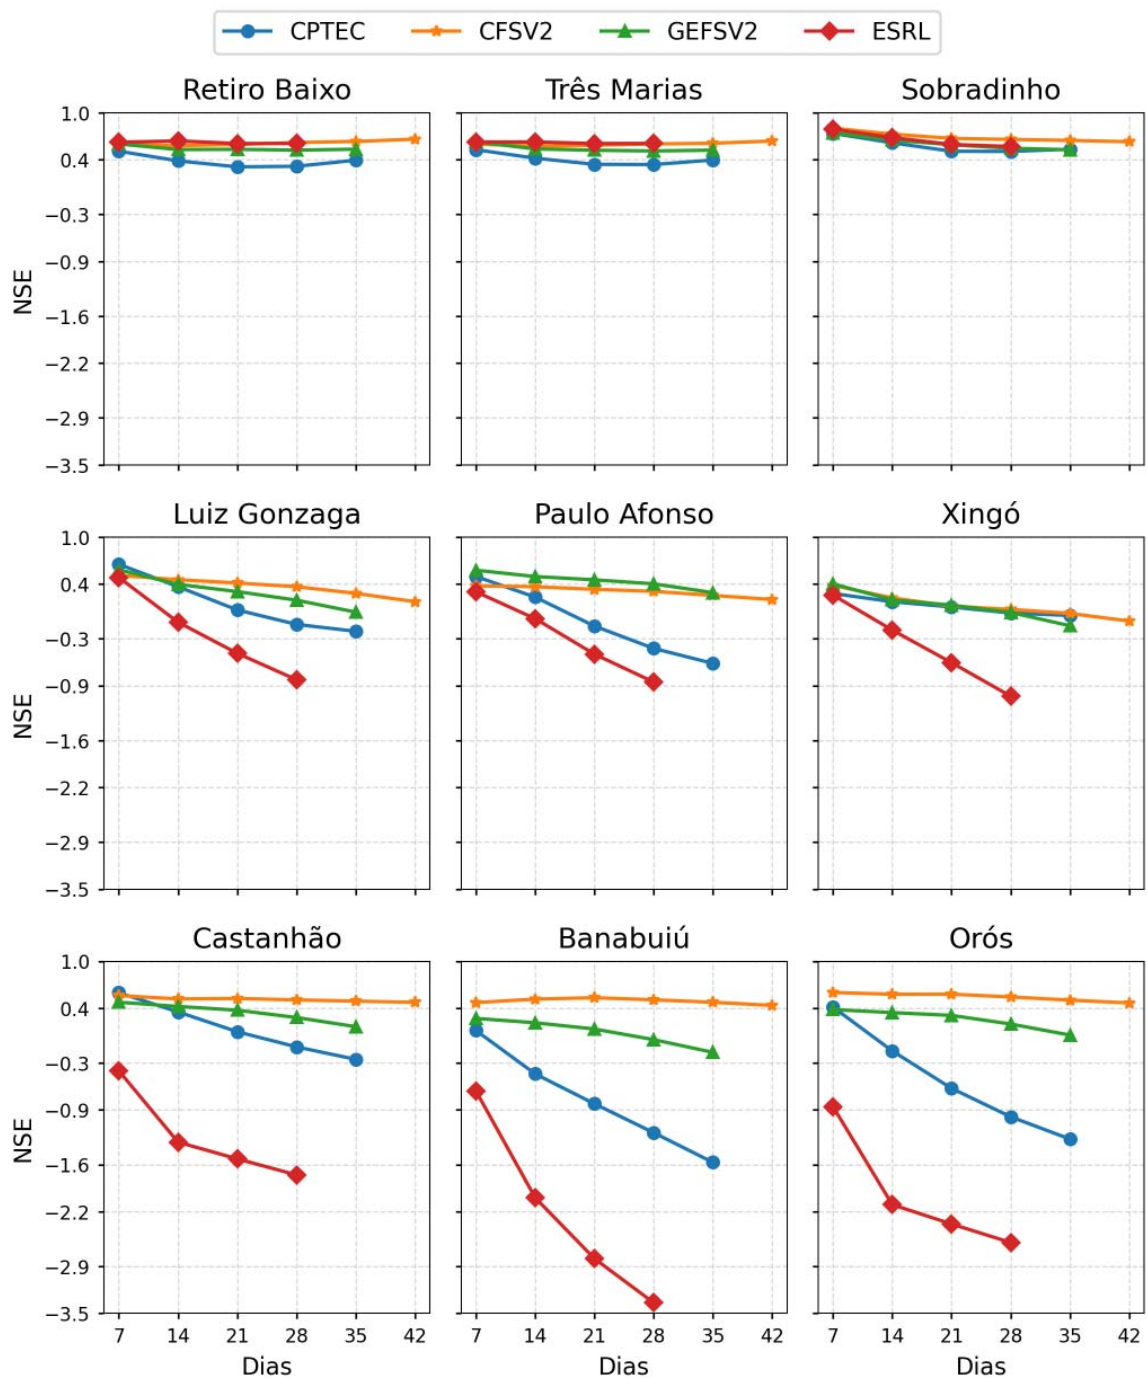 CPTEC CFSV2 GEFSV2 ESRL
Retiro Baixo Três Marias Sobradinho
1.0
0.4
−0.3
−0.9
−1.6
−2.2
−2.9
−3.5
NSE
Luiz Gonzaga Paulo Afonso Xingó
1.0
0.4
−0.3
−0.9
−1.6
−2.2
−2.9
−3.5
NSE
Castanhão Banabuiú Orós
1.0
0.4
−0.3
−0.9
−1.6
−2.2
−2.9
−3.5
NSE
7 14 21 28 35 42 7 14 21 28 35 42 7 14 21 28 35 42
Dias Dias Dias